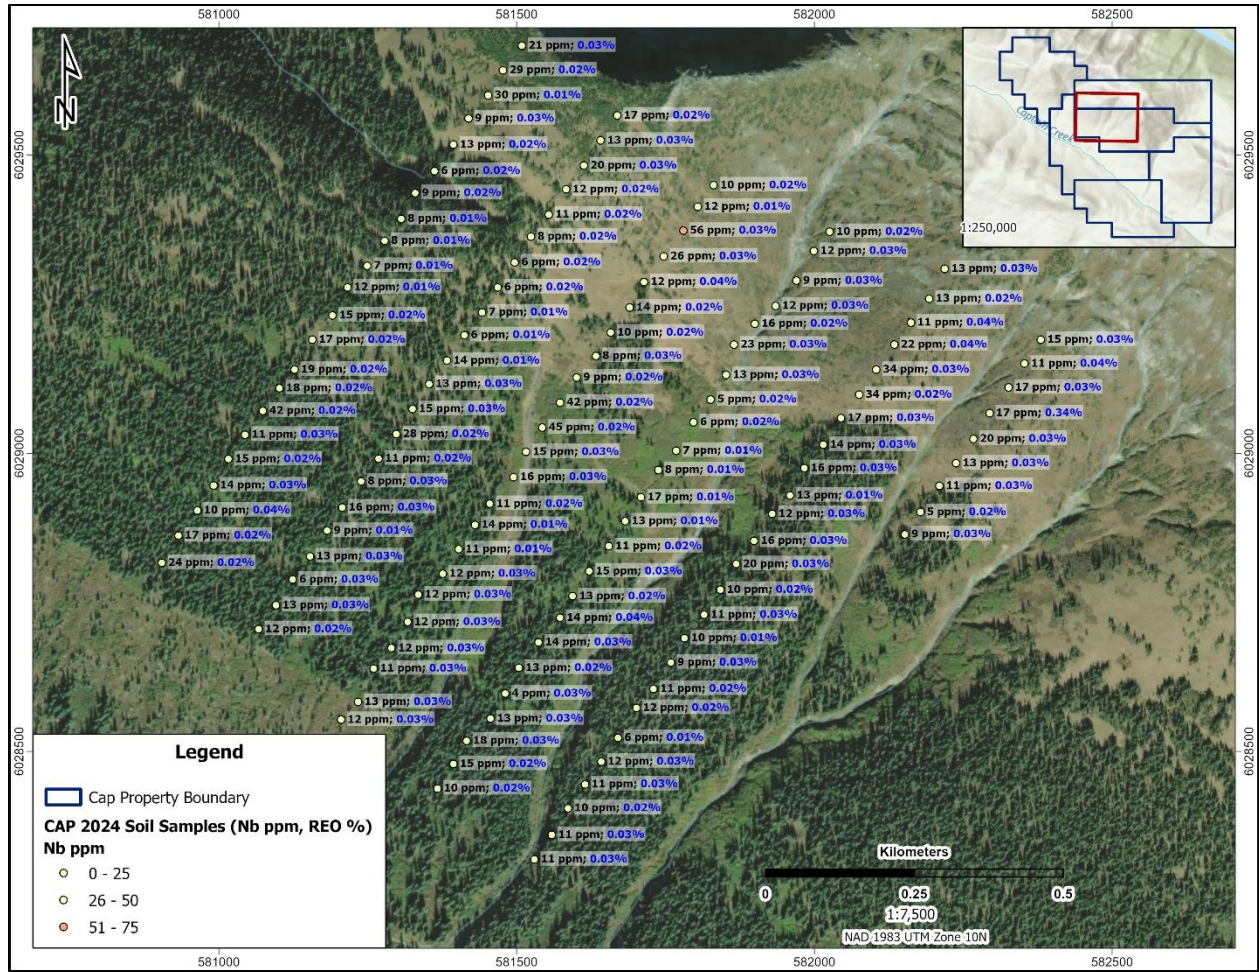 581000
581500
582000
582500
21 ppm; 0.03%
29 ppm; 0.02%
30 ppm; 0.01%
9 ppm; 0.03%
13 ppm; 0.02%
6 ppm; 0.02%
9 ppm; 0.02%
8 ppm; 0.01%
8 ppm; 0.01%
7 ppm; 0.01%
12 ppm; 0.01%
15 ppm; 0.02%
17 ppm; 0.02%
19 ppm; 0.02%
18 ppm; 0.02%
42 ppm; 0.02%
11 ppm; 0.03%
15 ppm; 0.02%
14 ppm; 0.03%
10 ppm; 0.04%
17 ppm; 0.02%
24 ppm; 0.02%
17 ppm; 0.02%
13 ppm; 0.03%
20 ppm; 0.03%
12 ppm; 0.02%
11 ppm; 0.02%
8 ppm; 0.02%
6 ppm; 0.02%
6 ppm; 0.02%
7 ppm; 0.01%
6 ppm; 0.01%
14 ppm; 0.01%
13 ppm; 0.03%
15 ppm; 0.03%
28 ppm; 0.02%
11 ppm; 0.02%
8 ppm; 0.03%
16 ppm; 0.03%
9 ppm; 0.01%
13 ppm; 0.03%
6 ppm; 0.03%
13 ppm; 0.03%
12 ppm; 0.02%
10 ppm; 0.02%
12 ppm; 0.01%
56 ppm; 0.03%
26 ppm; 0.03%
12 ppm; 0.04%
14 ppm; 0.02%
10 ppm; 0.02%
8 ppm; 0.03%
9 ppm; 0.02%
42 ppm; 0.02%
45 ppm; 0.02%
15 ppm; 0.03%
16 ppm; 0.03%
11 ppm; 0.02%
14 ppm; 0.01%
11 ppm; 0.01%
12 ppm; 0.03%
12 ppm; 0.03%
12 ppm; 0.03%
12 ppm; 0.03%
11 ppm; 0.03%
13 ppm; 0.03%
12 ppm; 0.03%
10 ppm; 0.02%
12 ppm; 0.03%
9 ppm; 0.03%
12 ppm; 0.03%
16 ppm; 0.02%
23 ppm; 0.03%
13 ppm; 0.03%
5 ppm; 0.02%
6 ppm; 0.02%
7 ppm; 0.01%
8 ppm; 0.01%
17 ppm; 0.01%
13 ppm; 0.01%
11 ppm; 0.02%
15 ppm; 0.03%
13 ppm; 0.02%
14 ppm; 0.04%
14 ppm; 0.03%
13 ppm; 0.02%
4 ppm; 0.03%
13 ppm; 0.03%
18 ppm; 0.03%
15 ppm; 0.02%
10 ppm; 0.02%
13 ppm; 0.03%
13 ppm; 0.02%
11 ppm; 0.04%
22 ppm; 0.04%
34 ppm; 0.03%
34 ppm; 0.02%
17 ppm; 0.03%
14 ppm; 0.03%
16 ppm; 0.03%
13 ppm; 0.01%
12 ppm; 0.03%
16 ppm; 0.03%
20 ppm; 0.03%
10 ppm; 0.02%
11 ppm; 0.03%
10 ppm; 0.01%
9 ppm; 0.03%
11 ppm; 0.02%
12 ppm; 0.02%
6 ppm; 0.01%
12 ppm; 0.03%
11 ppm; 0.03%
10 ppm; 0.02%
11 ppm; 0.03%
11 ppm; 0.03%
15 ppm; 0.03%
11 ppm; 0.04%
17 ppm; 0.03%
17 ppm; 0.34%
20 ppm; 0.03%
13 ppm; 0.03%
11 ppm; 0.03%
5 ppm; 0.02%
9 ppm; 0.03%
N
Captain Creek
1:250,000
6029500
6029000
6028500
6029500
6029000
6028500
Legend
Cap Property Boundary
CAP 2024 Soil Samples (Nb ppm, REO %)
Nb ppm
0 - 25
26 - 50
51 - 75
Kilometers
0 0.25 0.5
1:7,500
NAD 1983 UTM Zone 10N
581000
581500
582000
582500